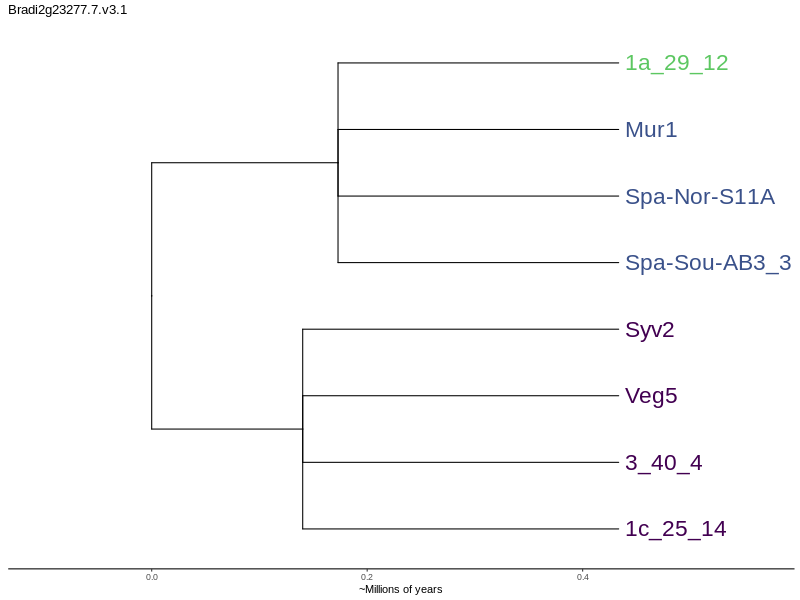 Bradi2g23277.7.v3.1
1a_29_12
Mur1
Spa-Nor-S11A
Spa-Sou-AB3_3
Syv2
Veg5
3_40_4
1c_25_14
0.0 0.2 0.4
~Millions of years